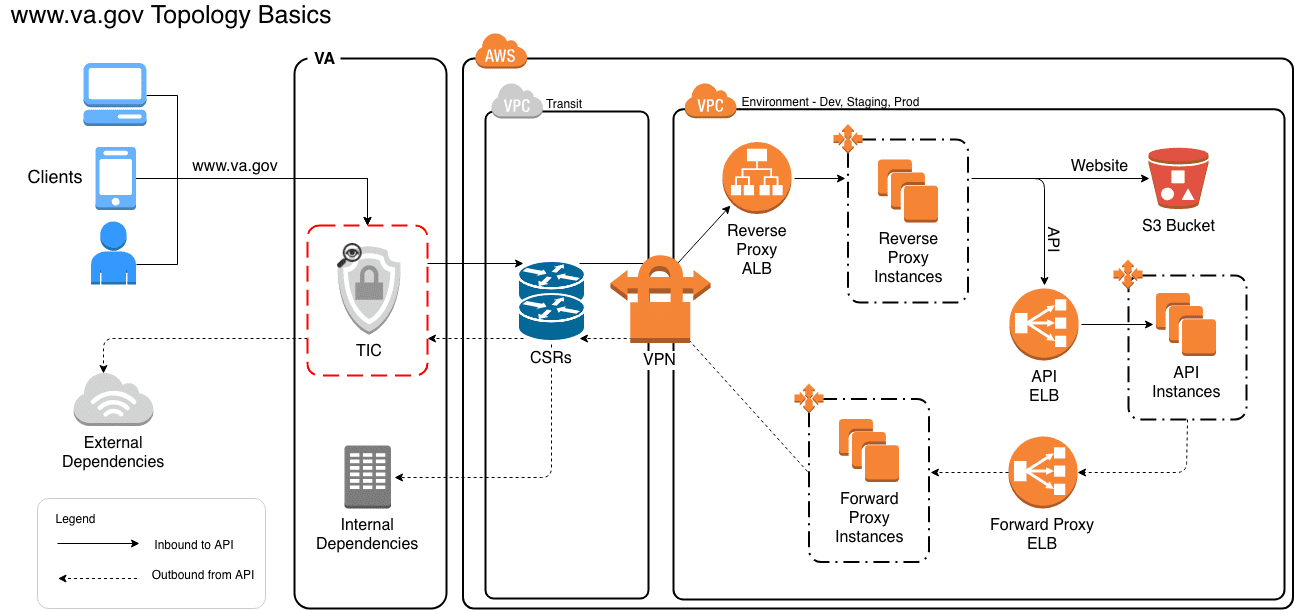 www.va.gov Topology Basics
VA
AWS
VPC
Transit
VPC
Environment - Dev, Staging, Prod
Clients
www.va.gov
TIC
CSRs
VPN
Reverse
Proxy
ALB
Reverse
Proxy
Instances
Website
S3 Bucket
API
API
ELB
API
Instances
External
Dependencies
Internal
Dependencies
Forward
Proxy
Instances
Forward Proxy
ELB
Legend
Inbound to API
Outbound from API